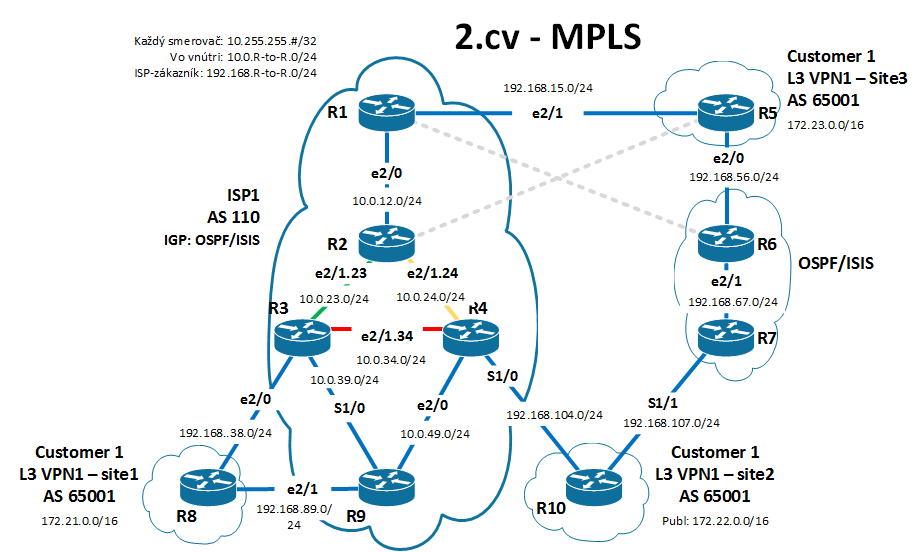 2.cv - MPLS
Každý smerovač: 10.255.255.#/32
Vo vnútri: 10.0.R-to-R.0/24
ISP-zákazník: 192.168.R-to-R.0/24
Customer 1
L3 VPN1 – Site3
AS 65001
172.23.0.0/16
192.168.15.0/24
R1
e2/1
R5
e2/0
192.168.56.0/24
e2/0
10.0.12.0/24
ISP1
AS 110
IGP: OSPF/ISIS
R2
R6
OSPF/ISIS
e2/1.23
10.0.23.0/24
e2/1.24
10.0.24.0/24
e2/1
192.168.67.0/24
R3
R4
R7
e2/1.34
10.0.34.0/24
10.0.39.0/24
S1/0
e2/0
S1/0
e2/0
10.0.49.0/24
192.168.104.0/24
S1/1
192.168.107.0/24
192.168..38.0/24
Customer 1
L3 VPN1 – site1
AS 65001
172.21.0.0/16
R8
e2/1
192.168.89.0/
24
R9
R10
Customer 1
L3 VPN1 – site2
AS 65001
Publ: 172.22.0.0/16